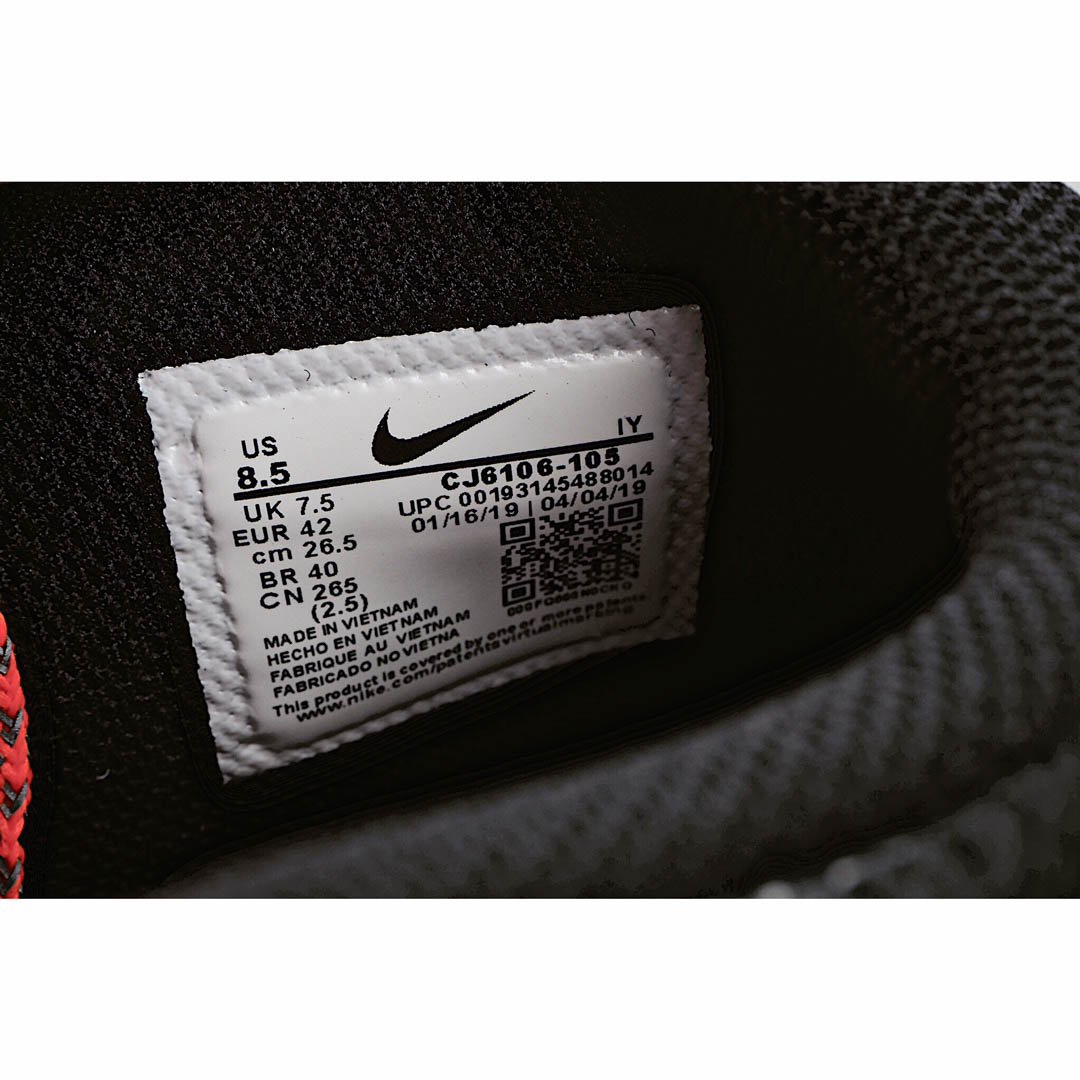 US
8.5
UK 7.5
EUR 42
cm 26.5
BR 40
CN 265
(2.5)
IY
CJ6106-105
UPC 00193145488014
01/16/19 | 04/04/19
MADE IN VIETNAM
HECHO EN VIETNAM
FABRIQUE AU VIETNAM
FABRICADO NO VIETNA
This product is covered by one or more patents
www.nike.com/patentsvirtualmarking